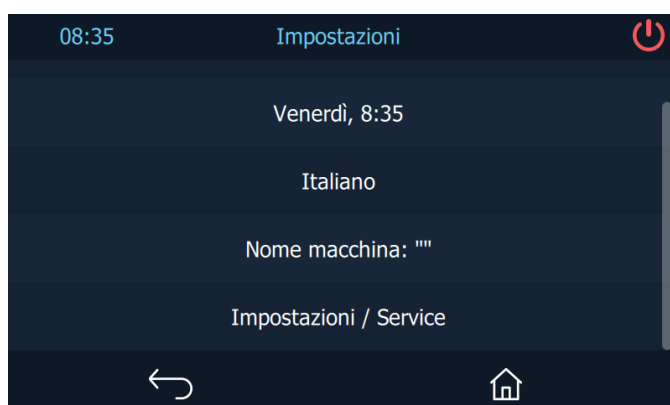 08:35 Impostazioni
Venerdì, 8:35
Italiano
Nome macchina: ""
Impostazioni / Service